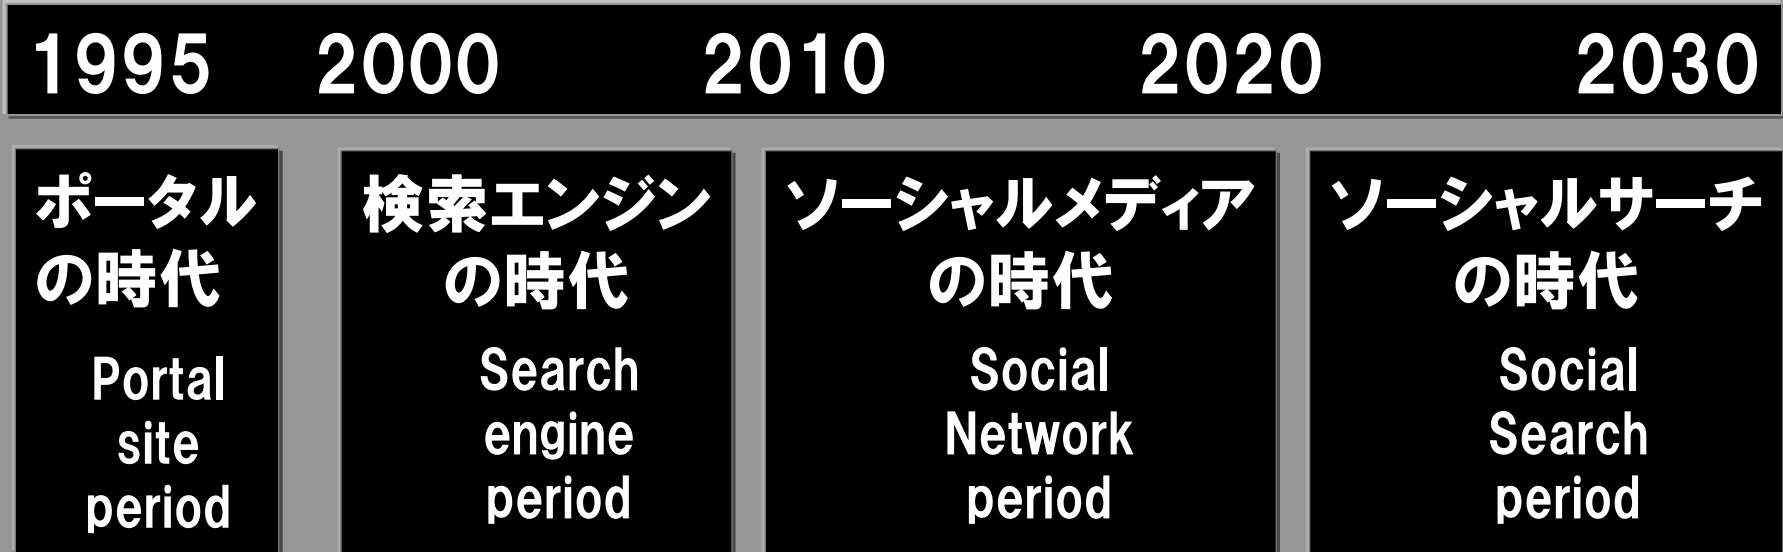 1995 2000 2010 2020 2030
ポータル
の時代
Portal
site
period
検索エンジン
の時代
Search
engine
period
ソーシャルメディア
の時代
Social
Network
period
ソーシャルサーチ
の時代
Social
Search
period